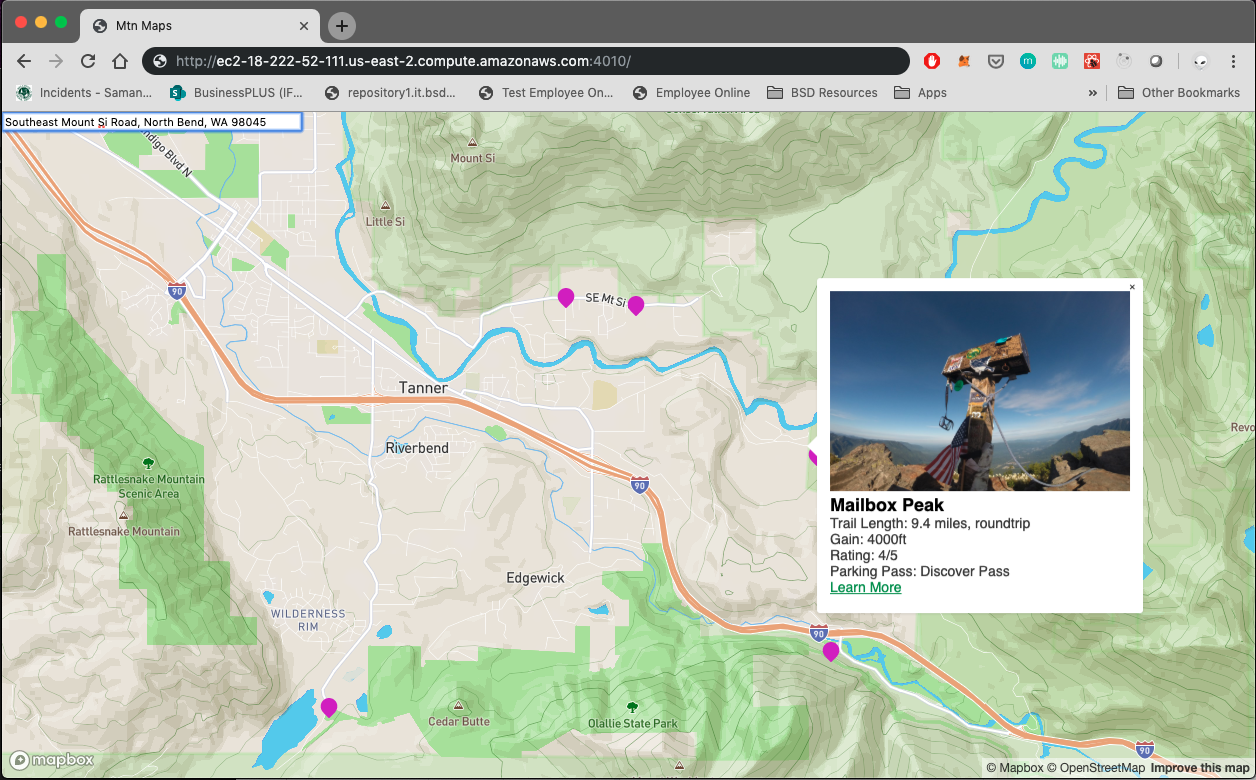 Mtn Maps
http://ec2-18-222-52-111.us-east-2.compute.amazonaws.com:4010/
Incidents - Saman...
BusinessPLUS (IF...
repository1.it.bsd...
Test Employee On...
Employee Online
BSD Resources
Apps
»
Other Bookmarks
Southeast Mount Si Road, North Bend, WA 98045
ndigo Blvd N
Mount Si
Little Si
90
SE Mt Si
Tanner
Riverbend
Revo
90
Rattlesnake Mountain
Scenic Area
Rattlesnake Mountain
Mailbox Peak
Trail Length: 9.4 miles, roundtrip
Gain: 4000ft
Rating: 4/5
Parking Pass: Discover Pass
Learn More
Edgewick
WILDERNESS
RIM
90
Cedar Butte
Olallie State Park
90
mapbox
© Mapbox © OpenStreetMap Improve this map